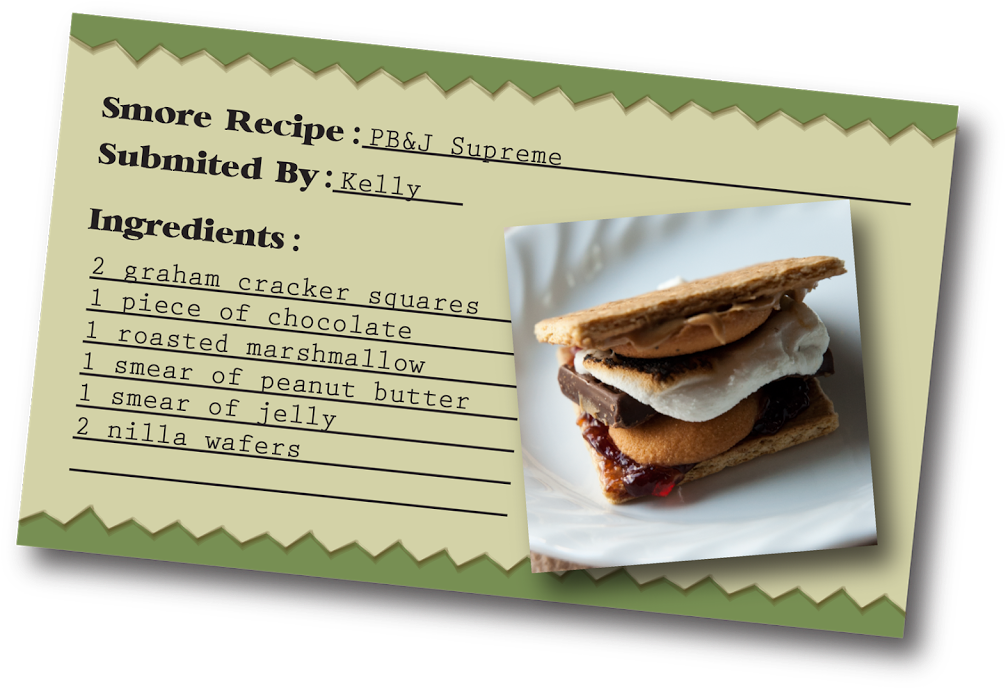 Smore Recipe: PB&J Supreme
Submited By: Kelly
Ingredients:
2 graham cracker squares
1 piece of chocolate
1 roasted marshmallow
1 smear of peanut butter
1 smear of jelly
2 nilla wafers